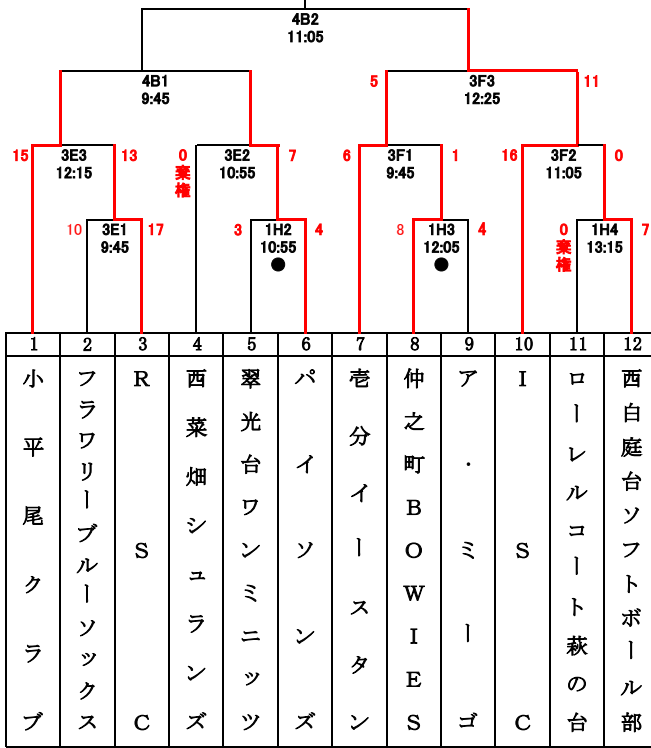 4B2
11:05
4B1
9:45
5
3F3
12:25
11
15
3E3
12:15
13
0
棄権
3E2
10:55
7
6
3F1
9:45
1
16
3F2
11:05
0
10
3E1
9:45
17
3
1H2
10:55
4
8
1H3
12:05
4
0
棄権
1H4
13:15
7
1 2 3 4 5 6 7 8 9 10 11 12
小平尾クラブ
フラワリーブルーソックス
RSC
西菜畑シュランズ
翠光台ワンミニッツ
パイソンズ
壱分イースタン
仲之町BOWIES
ア・ミーゴ
ISC
ローレルコート萩の台
西白庭台ソフトボール部